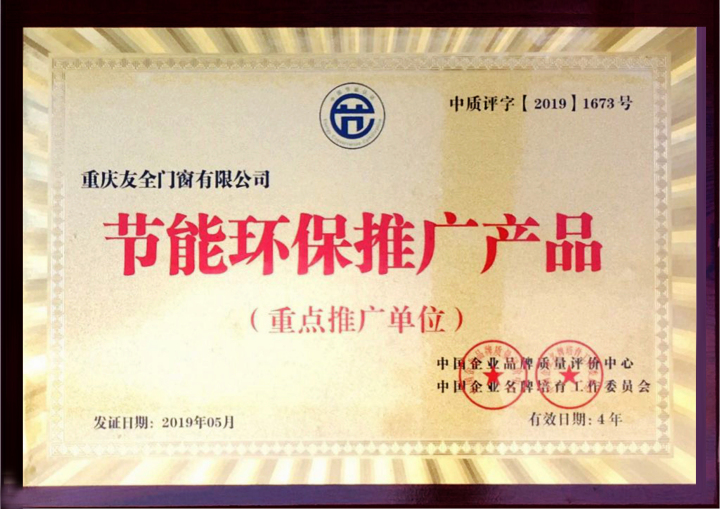 中质评字【2019】1673号
重庆友全门窗有限公司
节能环保推广产品
（重点推广单位）
中国企业品牌质量评价中心
中国企业名牌培育工作委员会
发证日期：2019年05月
有效日期：4年